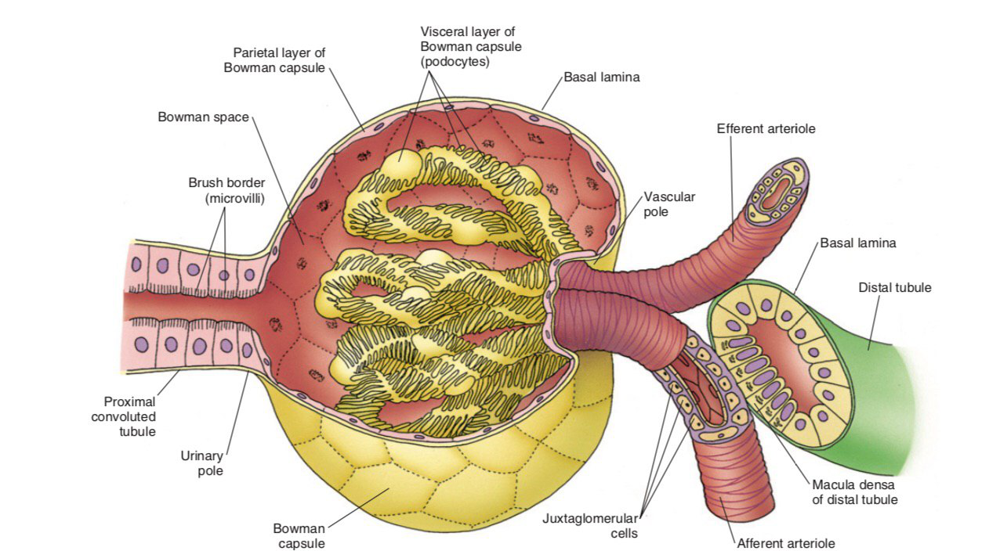 Visceral layer of
Bowman capsule
(podocytes)
Parietal layer of
Bowman capsule
Basal lamina
Bowman space
Efferent arteriole
Brush border
(microvilli)
Vascular
pole
Basal lamina
Distal tubule
Proximal
convoluted
tubule
Urinary
pole
Macula densa
of distal tubule
Juxtaglomerular
cells
Bowman
capsule
Afferent arteriole